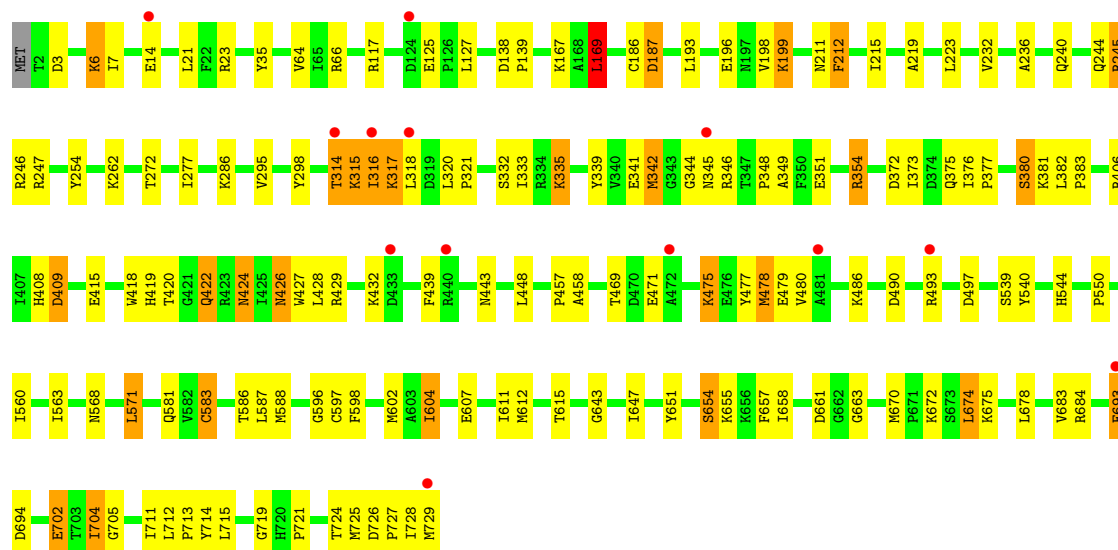 MET T2 D3 K6 I7 E14 L21 F22 R23 Y35 V64 I65 R66 R117 D124 E125 P126 L127 D138 P139 K167 A168 L169 C186 D187 L193 E196 N197 V198 K199 N211 F212 I215 A219 L223 V232 A236 Q240 Q244
R246 R247 Y254 K262 T272 I277 K286 V295 Y298 T314 K315 I316 K317 L318 D319 L320 P321 S332 I333 R334 K335 Y339 V340 E341 M342 G343 G344 N345 R346 T347 P348 A349 F350 E351 R354 D372 I373 D374 Q375 I376 P377 S380 K381 L382 P383
I407 H408 D409 E415 W418 H419 T420 G421 Q422 R423 N424 I425 N426 W427 L428 R429 K432 D433 F439 R440 N443 L448 P457 A458 T469 D470 E471 A472 K475 E476 Y477 M478 E479 V480 A481 K486 D490 R493 D497 S539 Y540 H544 P550
I560 I563 N568 L571 Q581 V582 C583 T586 L587 M588 G596 C597 F598 M602 A603 I604 E607 I611 M612 T615 G643 I647 Y651 S654 K655 K656 F657 I658 D661 G662 G663 M670 P671 K672 S673 L674 K675 L678 V683 R684
D694 E702 T703 I704 G705 I711 L712 P713 Y714 L715 G719 H720 P721 T724 M725 D726 P727 I728 M729